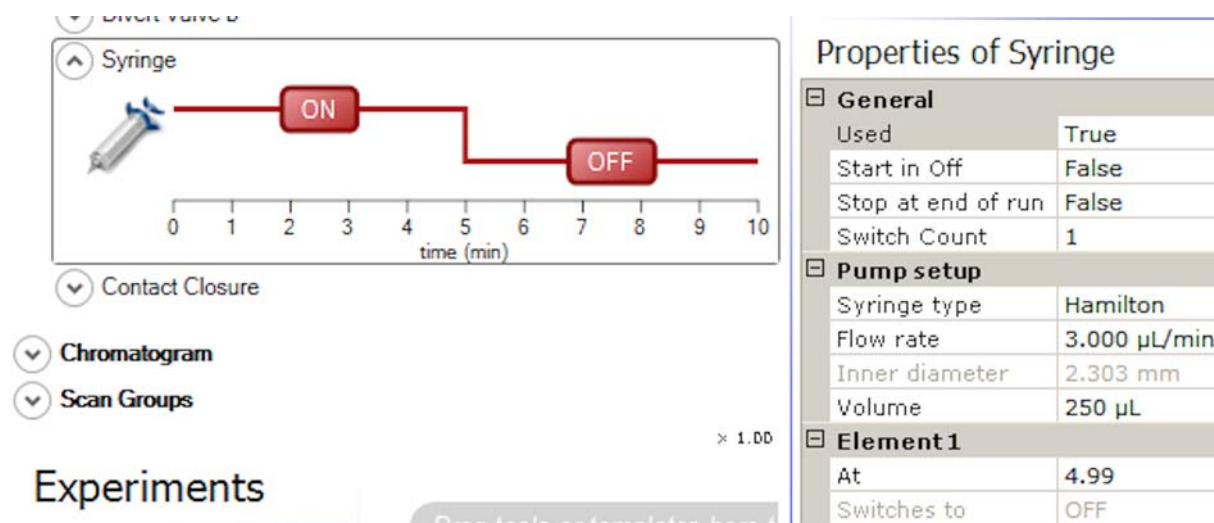 Divert Valve B
Syringe
ON
OFF
0 1 2 3 4 5 6 7 8 9 10
time (min)
Contact Closure
Chromatogram
Scan Groups
× 1.00
Experiments
Properties of Syringe
General
Used True
Start in Off False
Stop at end of run False
Switch Count 1
Pump setup
Syringe type Hamilton
Flow rate 3.000 µL/min
Inner diameter 2.303 mm
Volume 250 µL
Element1
At 4.99
Switches to OFF